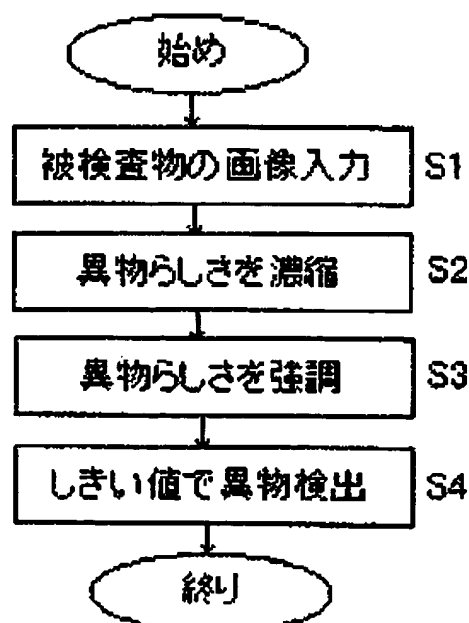 始め
被検査物の画像入力 S1
異物らしさを濃縮 S2
異物らしさを強調 S3
しきい値で異物検出 S4
終り